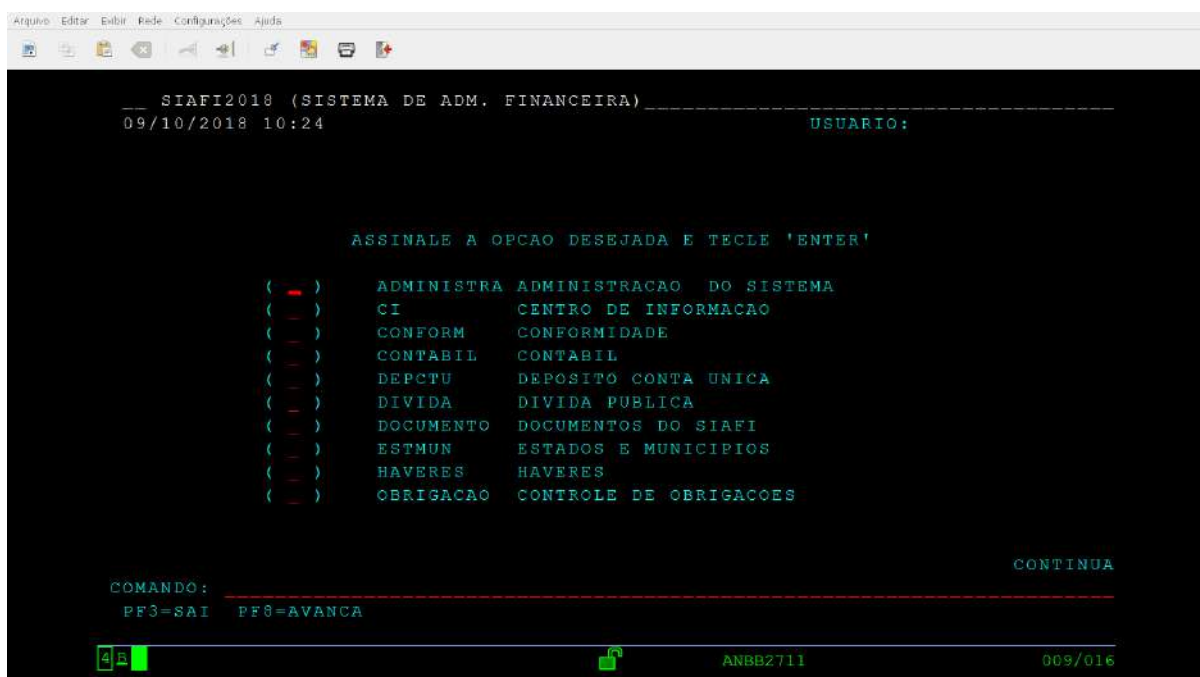 Arquivo Editar Exibir Rede Configurações Ajuda
__ SIAFI2018 (SISTEMA DE ADM. FINANCEIRA)______________________________
09/10/2018 10:24 USUARIO:
ASSINALE A OPCAO DESEJADA E TECLE 'ENTER'
( _ ) ADMINISTRA ADMINISTRACAO DO SISTEMA
( _ ) CI CENTRO DE INFORMACAO
( _ ) CONFORM CONFORMIDADE
( _ ) CONTABIL CONTABIL
( _ ) DEPCTU DEPOSITO CONTA UNICA
( _ ) DIVIDA DIVIDA PUBLICA
( _ ) DOCUMENTO DOCUMENTOS DO SIAFI
( _ ) ESTMUN ESTADOS E MUNICIPIOS
( _ ) HAVERES HAVERES
( _ ) OBRIGACAO CONTROLE DE OBRIGACOES
CONTINUA
COMANDO: ________________________________________________________
PF3=SAI PF8=AVANCA
4 B ANBB2711 009/016